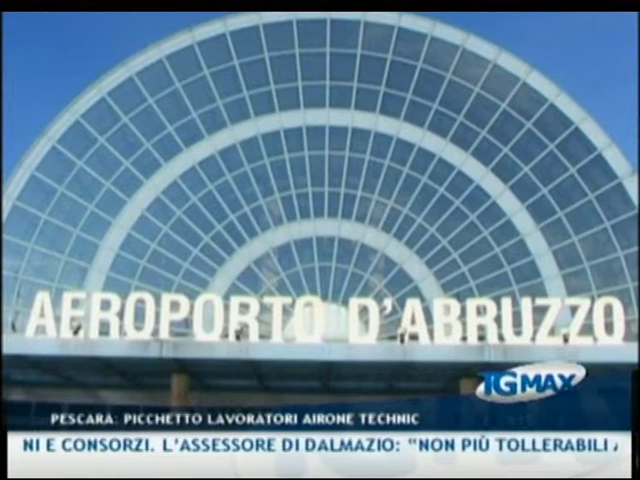 AEROPORTO D'ABRUZZO
TGMAX
PESCARA: PICCHETTO LAVORATORI AIRONE TECHNIC
NI E CONSORZI. L'ASSESSORE DI DALMAZIO: "NON PIÙ TOLLERABILI